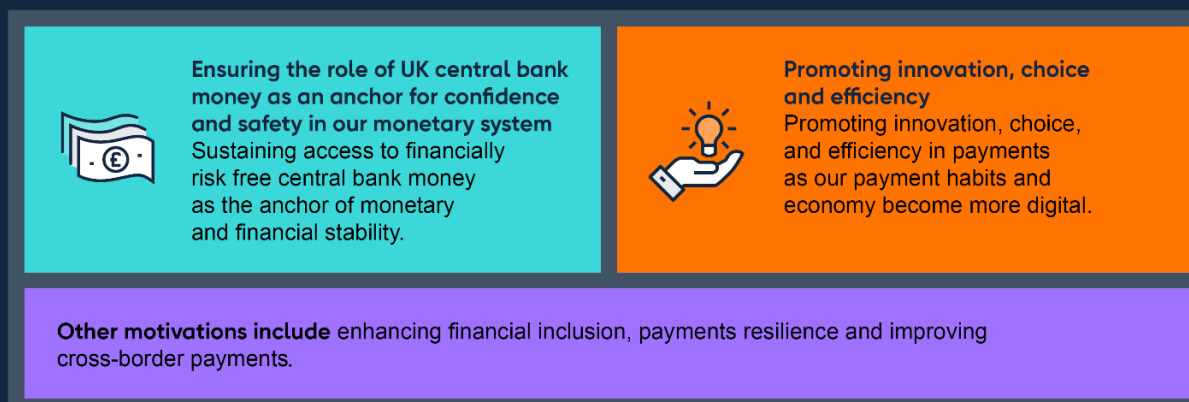 Ensuring the role of UK central bank
money as an anchor for confidence
and safety in our monetary system
Sustaining access to financially
risk free central bank money
as the anchor of monetary
and financial stability.
£
Promoting innovation, choice
and efficiency
Promoting innovation, choice,
and efficiency in payments
as our payment habits and
economy become more digital.
Other motivations include enhancing financial inclusion, payments resilience and improving
cross-border payments.